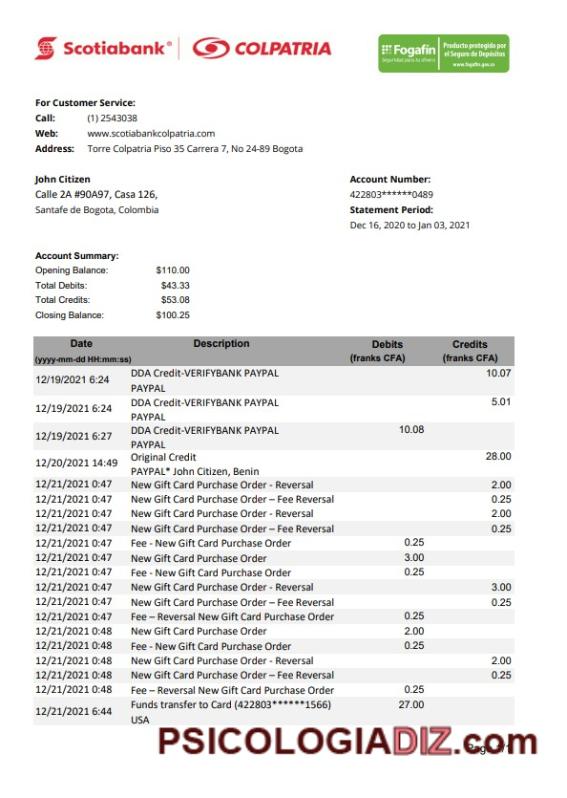 Scotiabank® COLPATRIA
Fogafín Producto protegido por
Seguridad para tu ahorro el Seguro de Depósitos
www.fogafin.gov.co
For Customer Service:
Call: (1) 2543038
Web: www.scotiabankcolpatria.com
Address: Torre Colpatria Piso 35 Carrera 7, No 24-89 Bogota
John Citizen Account Number:
Calle 2A #90A97, Casa 126, 422803******0489
Santafe de Bogota, Colombia Statement Period:
Dec 16, 2020 to Jan 03, 2021
Account Summary:
Opening Balance: $110.00
Total Debits: $43.33
Total Credits: $53.08
Closing Balance: $100.25
Date Description Debits Credits
(yyyy-mm-dd HH:mm:ss) (franks CFA) (franks CFA)
12/19/2021 6:24 DDA Credit-VERIFYBANK PAYPAL 10.07
PAYPAL
12/19/2021 6:24 DDA Credit-VERIFYBANK PAYPAL 5.01
PAYPAL
12/19/2021 6:27 DDA Credit-VERIFYBANK PAYPAL 10.08
PAYPAL
12/20/2021 14:49 Original Credit 28.00
PAYPAL* John Citizen, Benin
12/21/2021 0:47 New Gift Card Purchase Order - Reversal 2.00
12/21/2021 0:47 New Gift Card Purchase Order – Fee Reversal 0.25
12/21/2021 0:47 New Gift Card Purchase Order - Reversal 2.00
12/21/2021 0:47 New Gift Card Purchase Order – Fee Reversal 0.25
12/21/2021 0:47 Fee - New Gift Card Purchase Order 0.25
12/21/2021 0:47 New Gift Card Purchase Order 3.00
12/21/2021 0:47 Fee - New Gift Card Purchase Order 0.25
12/21/2021 0:47 New Gift Card Purchase Order - Reversal 3.00
12/21/2021 0:47 New Gift Card Purchase Order – Fee Reversal 0.25
12/21/2021 0:47 Fee – Reversal New Gift Card Purchase Order 0.25
12/21/2021 0:48 New Gift Card Purchase Order 2.00
12/21/2021 0:48 Fee - New Gift Card Purchase Order 0.25
12/21/2021 0:48 New Gift Card Purchase Order - Reversal 2.00
12/21/2021 0:48 New Gift Card Purchase Order – Fee Reversal 0.25
12/21/2021 0:48 Fee – Reversal New Gift Card Purchase Order 0.25
12/21/2021 6:44 Funds transfer to Card (422803******1566) 27.00
USA
PSICOLOGIADIZ.com